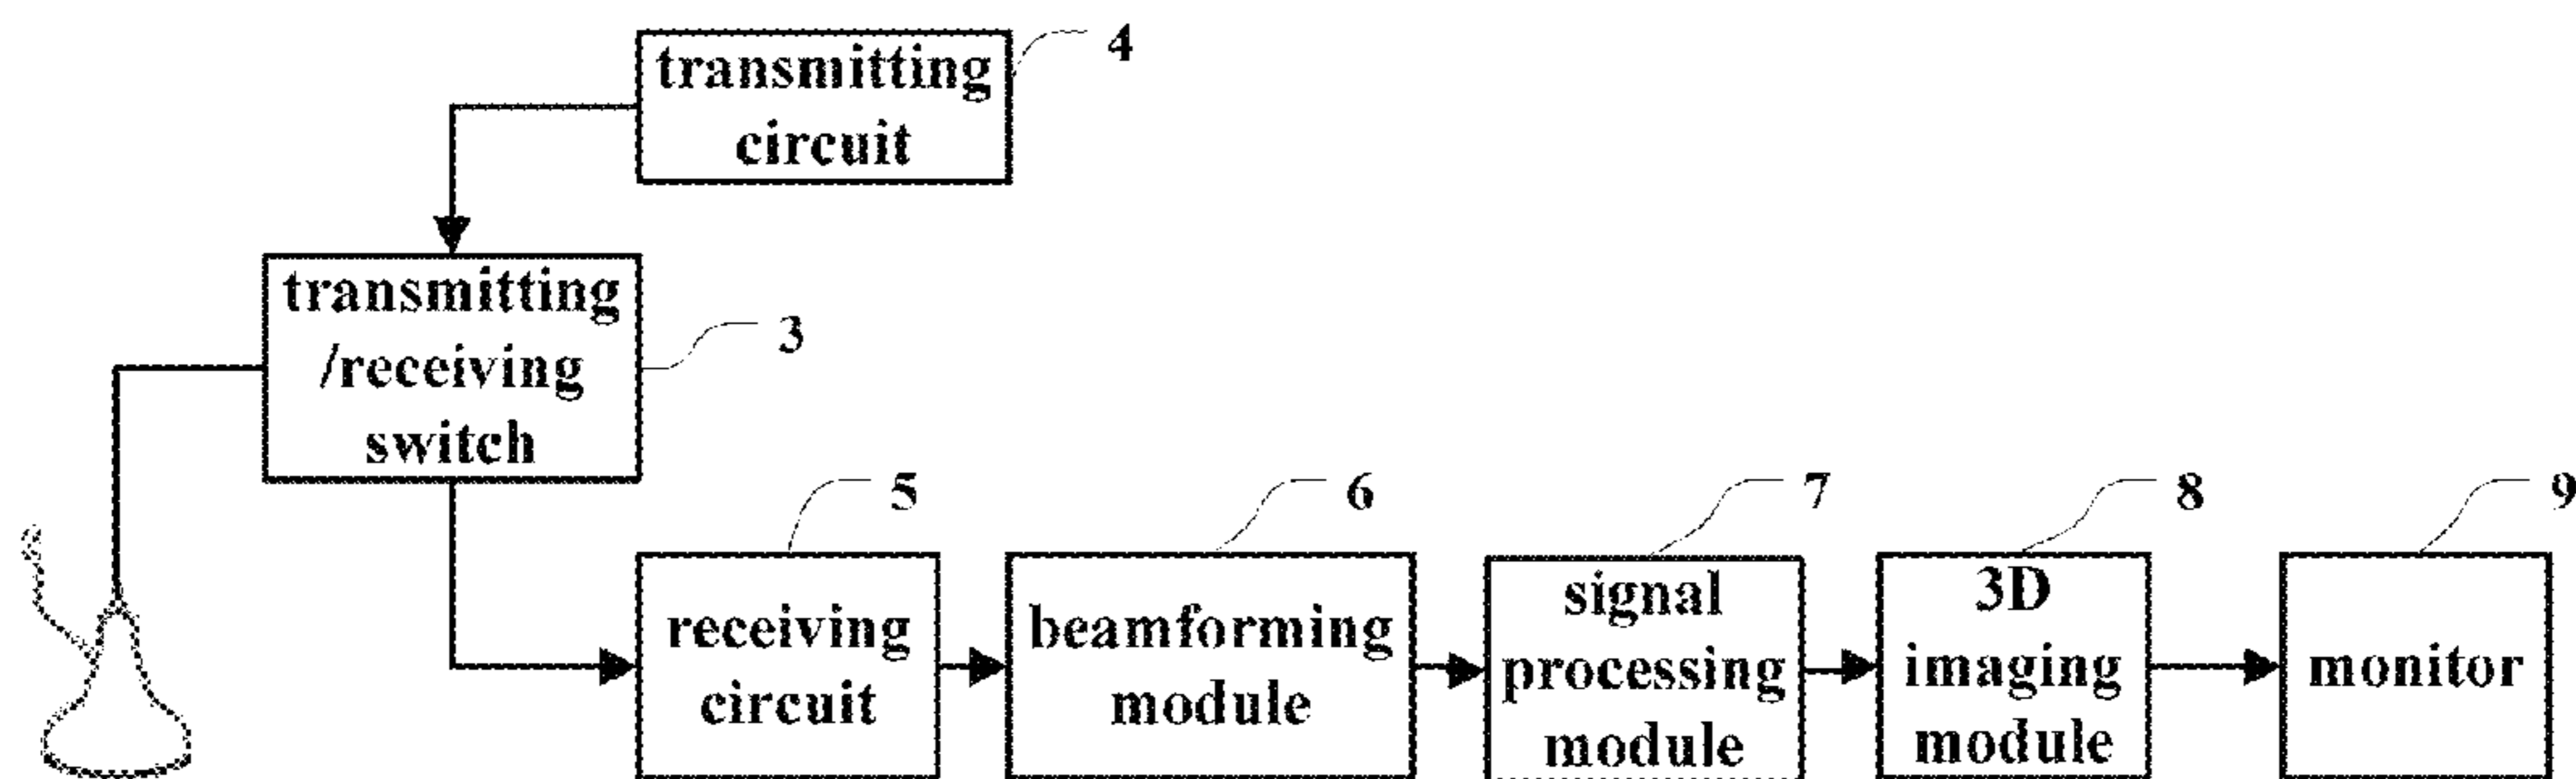 transmitting
circuit
4
transmitting
/receiving
switch
3
5
6
7
8
9
receiving
circuit
beamforming
module
signal
processing
module
3D
imaging
module
monitor